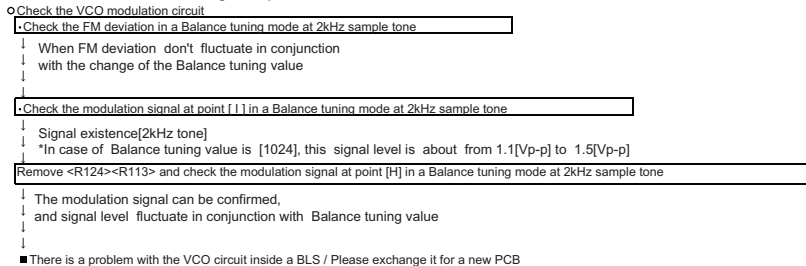 ○Check the VCO modulation circuit
·Check the FM deviation in a Balance tuning mode at 2kHz sample tone
↓ When FM deviation don't fluctuate in conjunction
↓ with the change of the Balance tuning value
↓
↓
·Check the modulation signal at point [ I ] in a Balance tuning mode at 2kHz sample tone
↓ Signal existence[2kHz tone]
↓ *In case of Balance tuning value is [1024], this signal level is about from 1.1[Vp-p] to 1.5[Vp-p]
↓
Remove <R124><R113> and check the modulation signal at point [H] in a Balance tuning mode at 2kHz sample tone
↓ The modulation signal can be confirmed,
↓ and signal level fluctuate in conjunction with Balance tuning value
↓
↓
■There is a problem with the VCO circuit inside a BLS / Please exchange it for a new PCB